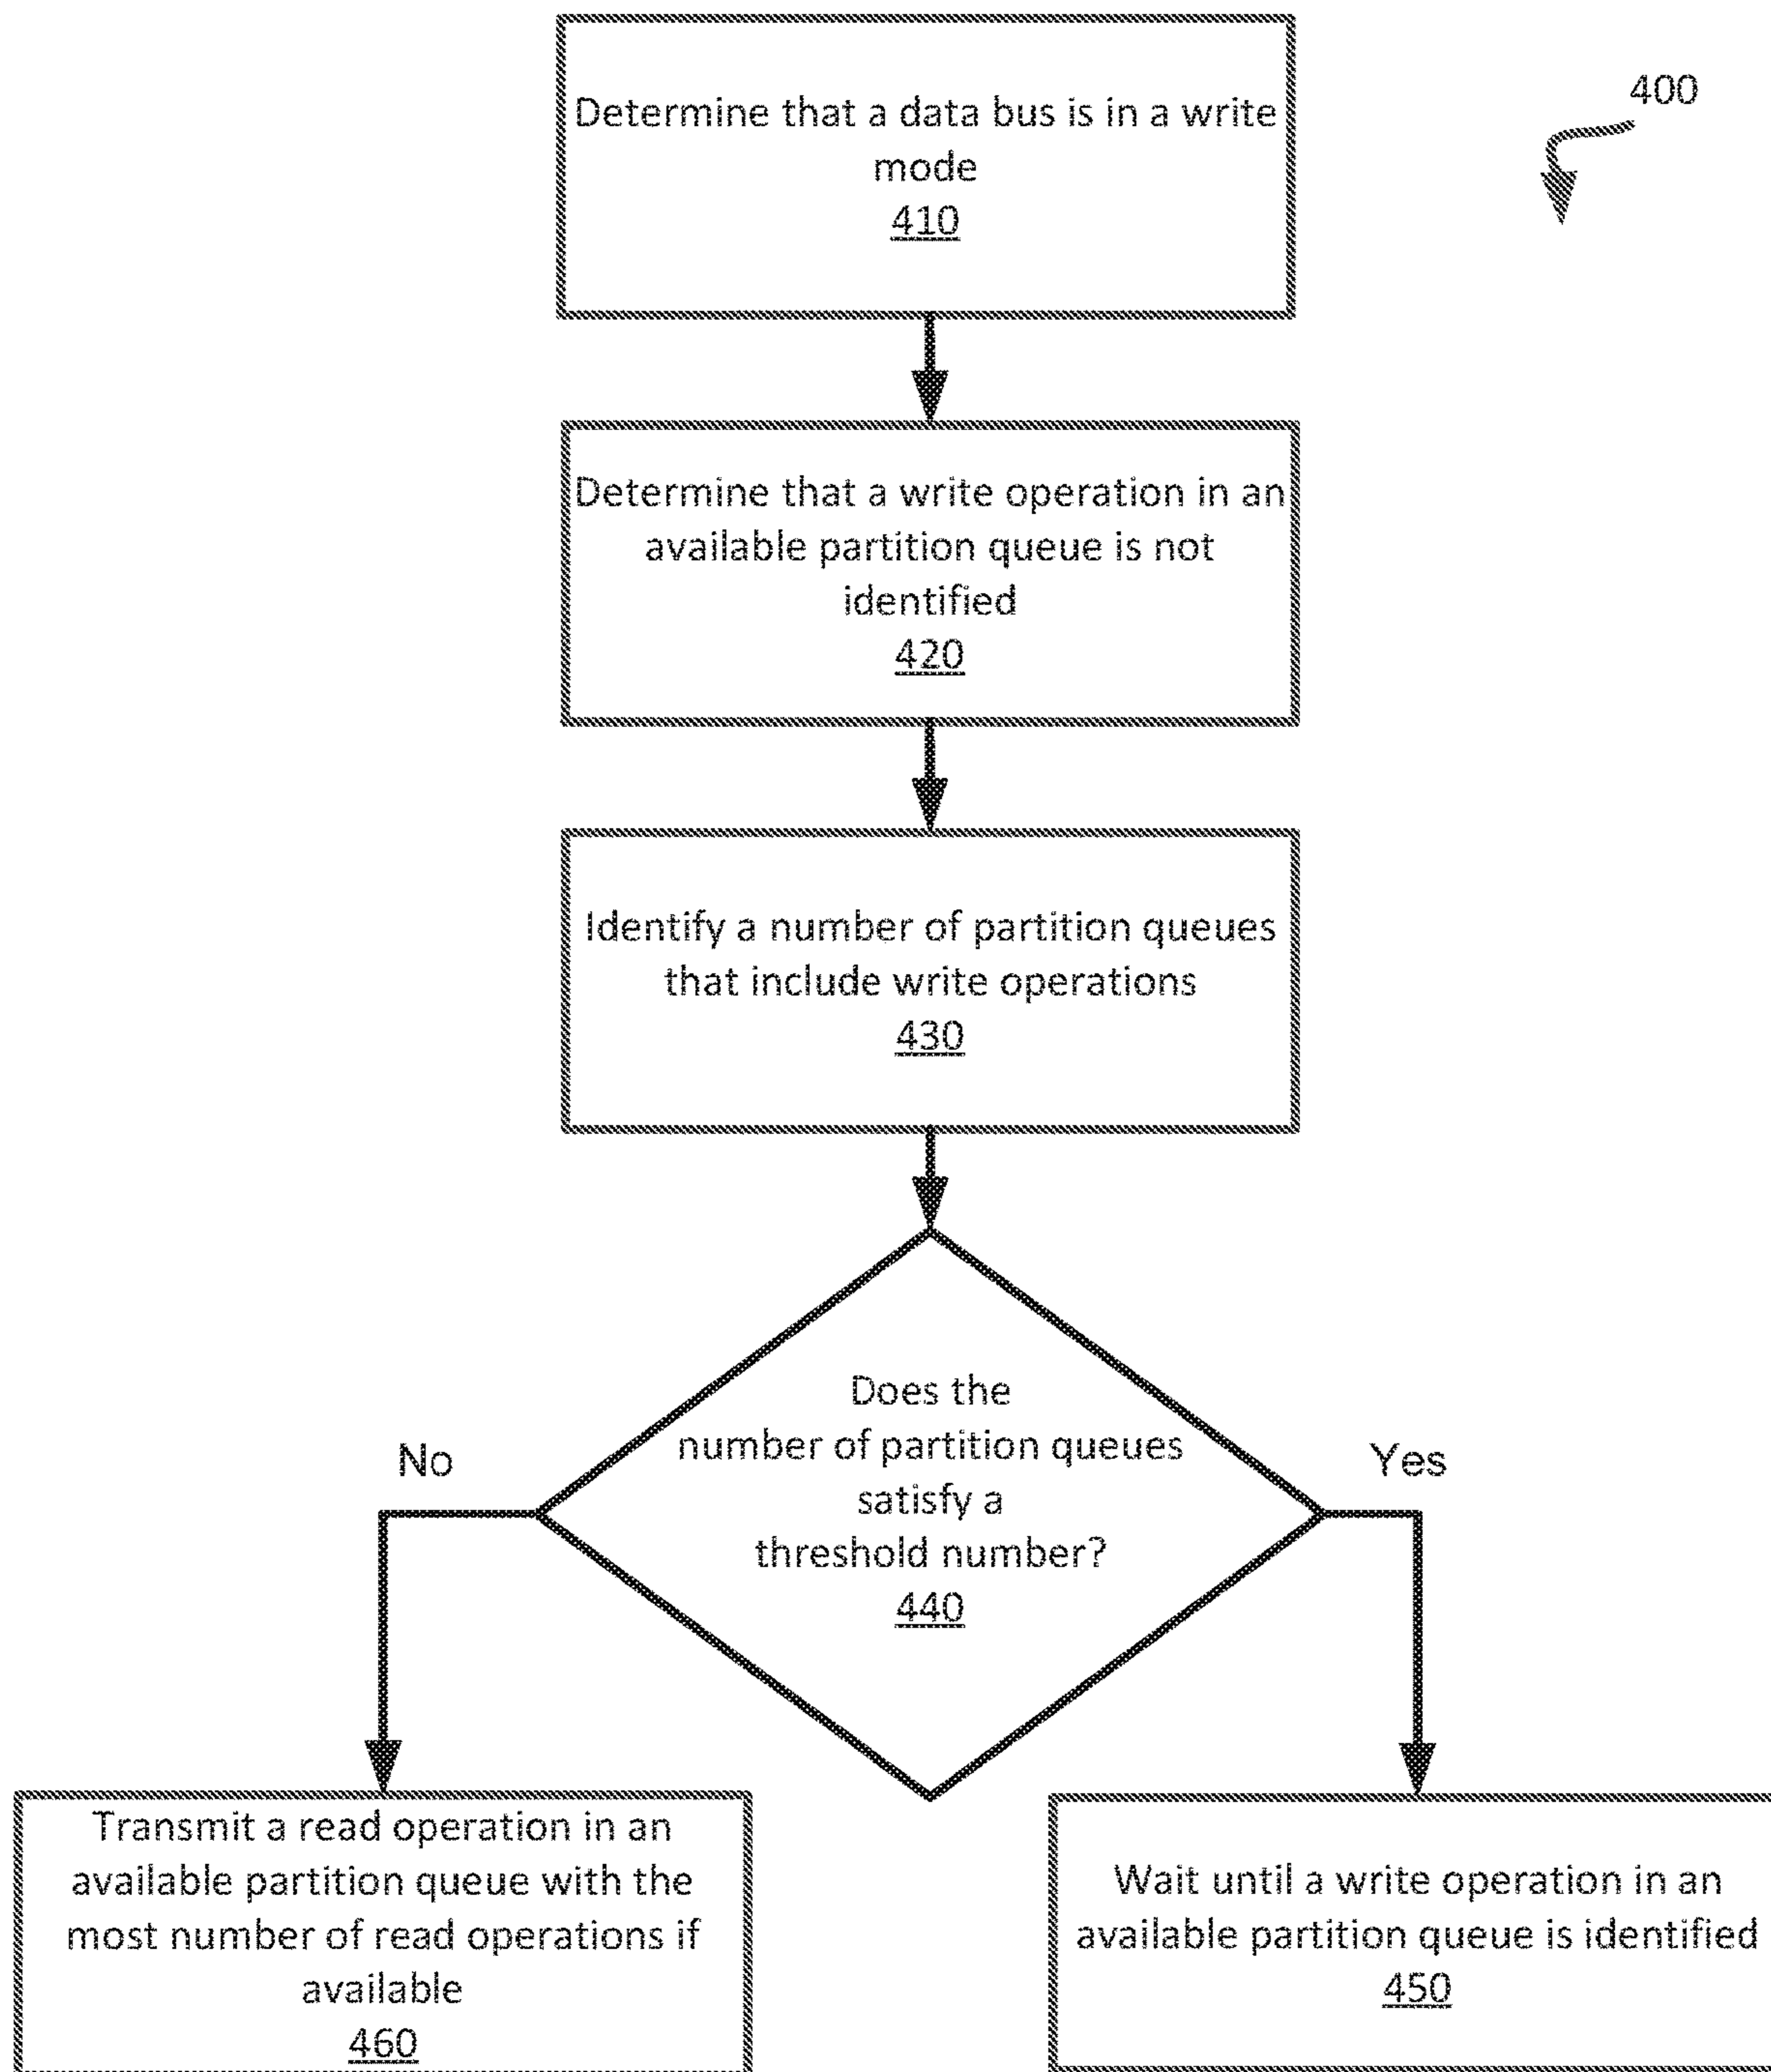 400
Determine that a data bus is in a write
mode
410
Determine that a write operation in an
available partition queue is not
identified
420
Identify a number of partition queues
that include write operations
430
Does the
number of partition queues
satisfy a
threshold number?
440
No
Yes
Transmit a read operation in an
available partition queue with the
most number of read operations if
available
460
Wait until a write operation in an
available partition queue is identified
450